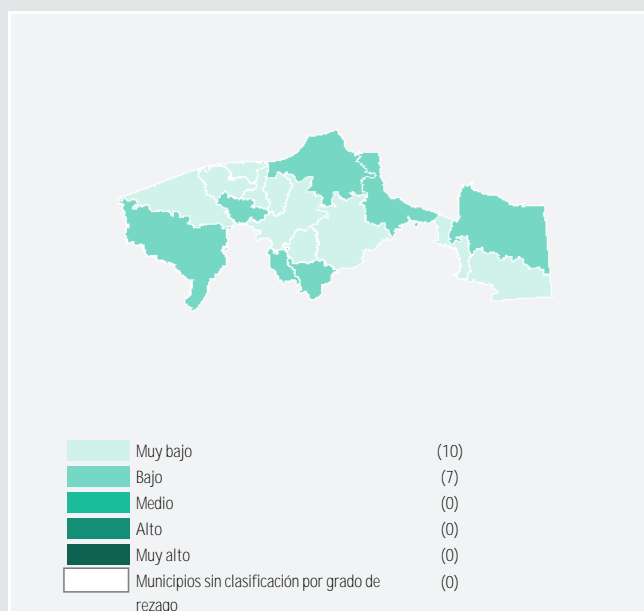 Muy bajo (10)
Bajo (7)
Medio (0)
Alto (0)
Muy alto (0)
Municipios sin clasificación por grado de (0)
rezago